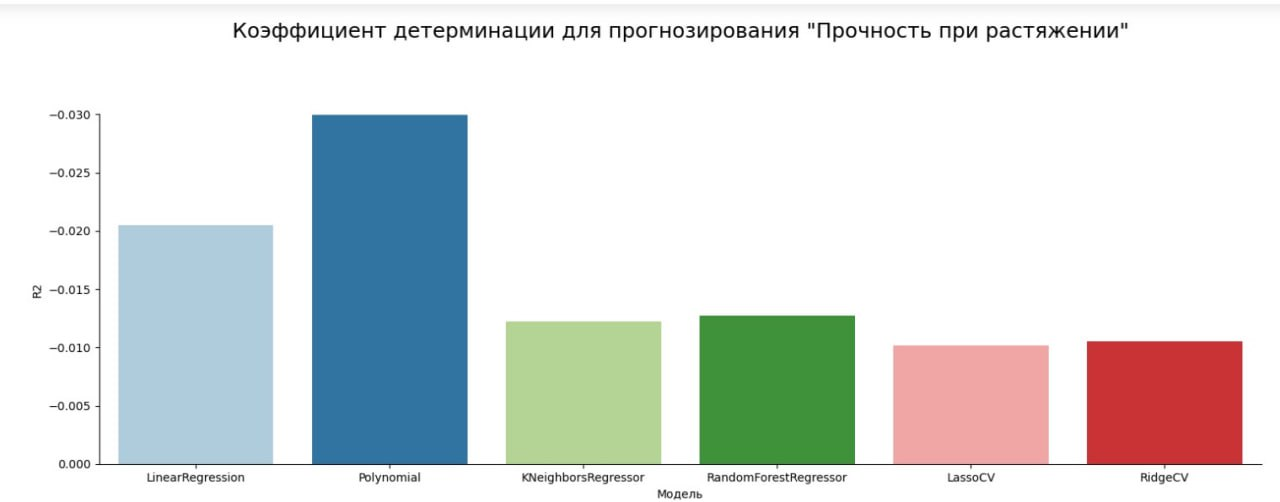 Коэффициент детерминации для прогнозирования "Прочность при растяжении"
−0.030
−0.025
−0.020
−0.015
−0.010
−0.005
0.000
R2
LinearRegression
Polynomial
KNeighborsRegressor
RandomForestRegressor
LassoCV
RidgeCV
Модель